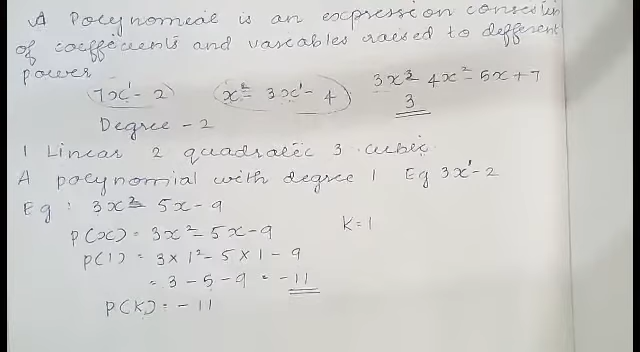 A Polynomial is an expression consistin
of coefficients and variables raised to different
power
7x¹ - 2) (x² - 3x¹ - 4) 3x³ - 4x² - 5x + 7
3
Degree - 2
1 Linear 2 quadratic 3 cubic
A polynomial with degree 1 Eg 3x¹ - 2
Eg : 3x² - 5x - 9
p(x) = 3x² - 5x - 9 K = 1
p(1) = 3 × 1² - 5 × 1 - 9
= 3 - 5 - 9 = -11
p(K) = -11